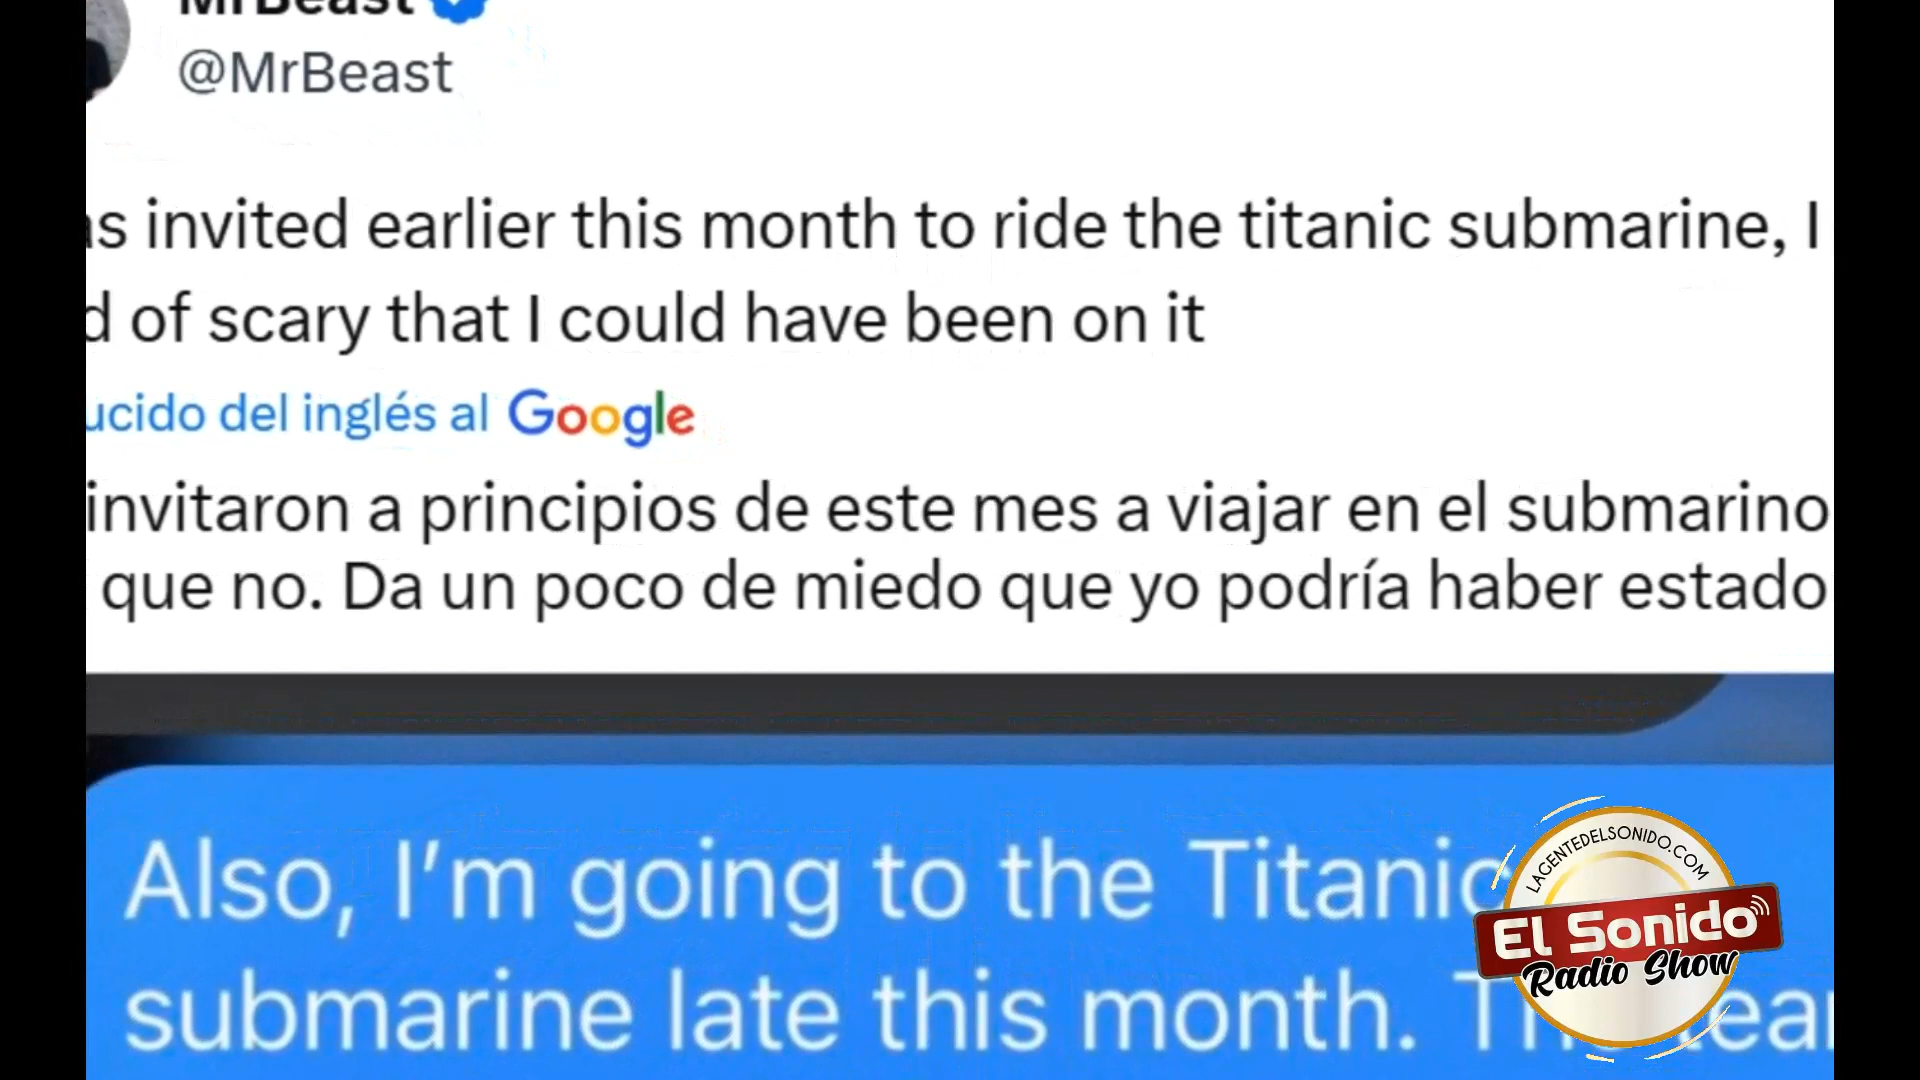 MrBeast
@MrBeast
as invited earlier this month to ride the titanic submarine, I
d of scary that I could have been on it
ucido del inglés al Google
invitaron a principios de este mes a viajar en el submarino
que no. Da un poco de miedo que yo podría haber estado
Also, I'm going to the Titanic
submarine late this month.
LAGENTEDELSONIDO.COM
El Sonido
Radio Show